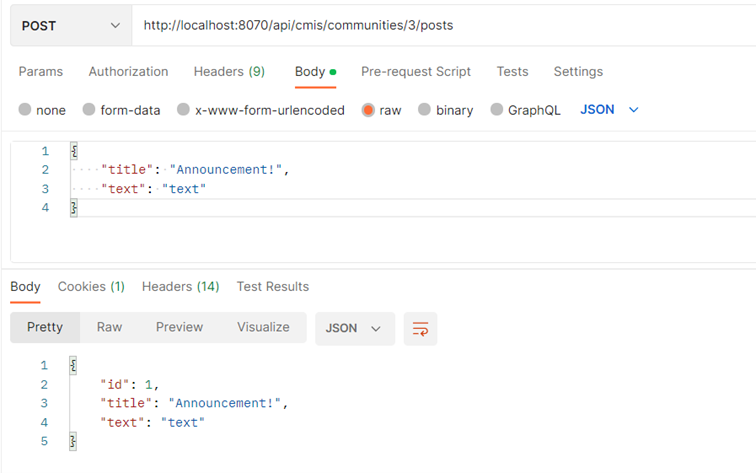 POST http://localhost:8070/api/cmis/communities/3/posts
Params Authorization Headers (9) Body Pre-request Script Tests Settings
none form-data x-www-form-urlencoded raw binary GraphQL JSON
1 {
2 "title": "Announcement!",
3 "text": "text"
4 }
Body Cookies (1) Headers (14) Test Results
Pretty Raw Preview Visualize JSON
1 {
2 "id": 1,
3 "title": "Announcement!",
4 "text": "text"
5 }